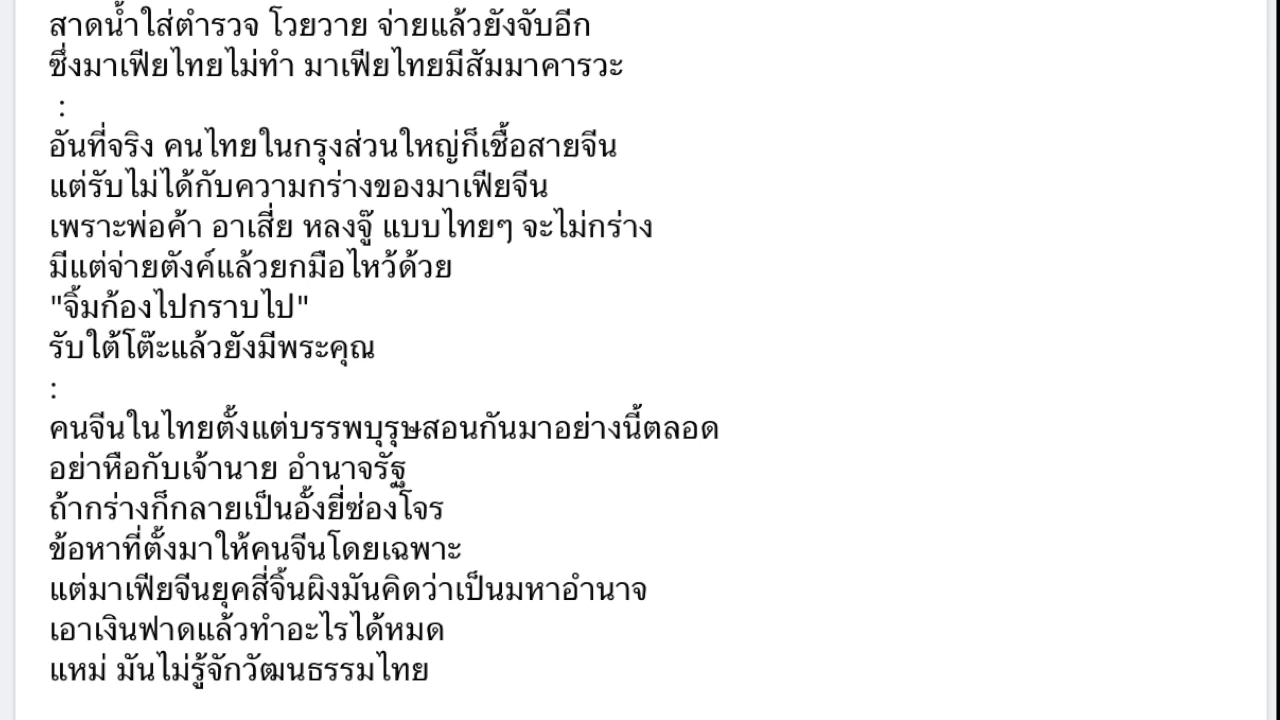 สาดน้ำใส่ตำรวจ โวยวาย จ่ายแล้วยังจับอีก
ซึ่งมาเฟียไทยไม่ทำ มาเฟียไทยมีสัมมาคารวะ
:
อันที่จริง คนไทยในกรุงส่วนใหญ่ก็เชื้อสายจีน
แต่รับไม่ได้กับความกร่างของมาเฟียจีน
เพราะพ่อค้า อาเสี่ย หลงจู๊ แบบไทยๆ จะไม่กร่าง
มีแต่จ่ายตังค์แล้วยกมือไหว้ด้วย
"จิ้มก้องไปกราบไป"
รับใต้โต๊ะแล้วยังมีพระคุณ
:
คนจีนในไทยตั้งแต่บรรพบุรุษสอนกันมาอย่างนี้ตลอด
อย่าหือกับเจ้านาย อำนาจรัฐ
ถ้ากร่างก็กลายเป็นอั้งยี่ซ่องโจร
ข้อหาที่ตั้งมาให้คนจีนโดยเฉพาะ
แต่มาเฟียจีนยุคสี่จิ้นผิงมันคิดว่าเป็นมหาอำนาจ
เอาเงินฟาดแล้วทำอะไรได้หมด
แหม่ มันไม่รู้จักวัฒนธรรมไทย